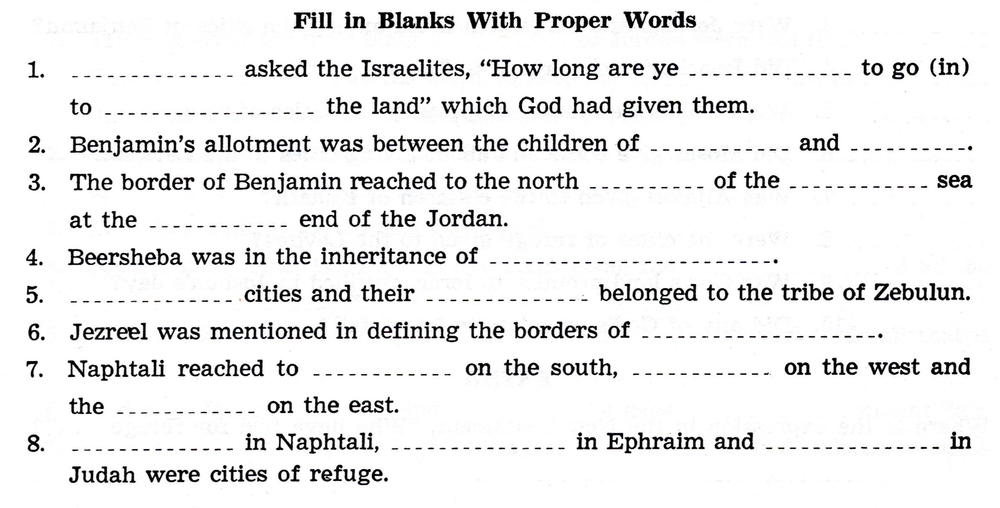 Fill in Blanks With Proper Words
1. -------------- asked the Israelites, “How long are ye -------------- to go (in)
to ------------------ the land” which God had given them.
2. Benjamin’s allotment was between the children of ------------ and ----------.
3. The border of Benjamin reached to the north ---------- of the ------------ sea
at the ------------ end of the Jordan.
4. Beersheba was in the inheritance of ------------------------.
5. -------------- cities and their -------------- belonged to the tribe of Zebulun.
6. Jezreel was mentioned in defining the borders of --------------------.
7. Naphtali reached to ------------ on the south, ------------ on the west and
the ------------ on the east.
8. -------------- in Naphtali, --------------- in Ephraim and --------------- in
Judah were cities of refuge.